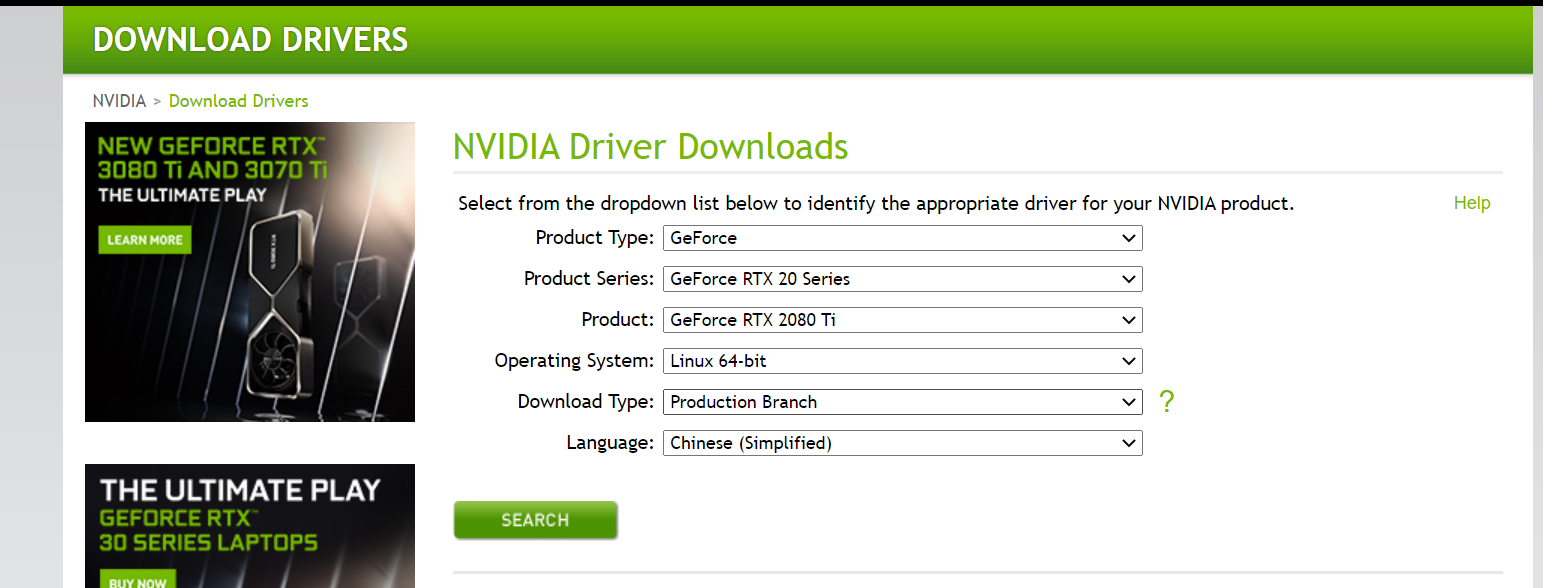 DOWNLOAD DRIVERS
NVIDIA > Download Drivers
NEW GEFORCE RTX™
3080 Ti AND 3070 Ti
THE ULTIMATE PLAY
LEARN MORE
THE ULTIMATE PLAY
GEFORCE RTX™
30 SERIES LAPTOPS
BUY NOW
NVIDIA Driver Downloads
Select from the dropdown list below to identify the appropriate driver for your NVIDIA product.
Help
Product Type: GeForce
Product Series: GeForce RTX 20 Series
Product: GeForce RTX 2080 Ti
Operating System: Linux 64-bit
Download Type: Production Branch ?
Language: Chinese (Simplified)
SEARCH